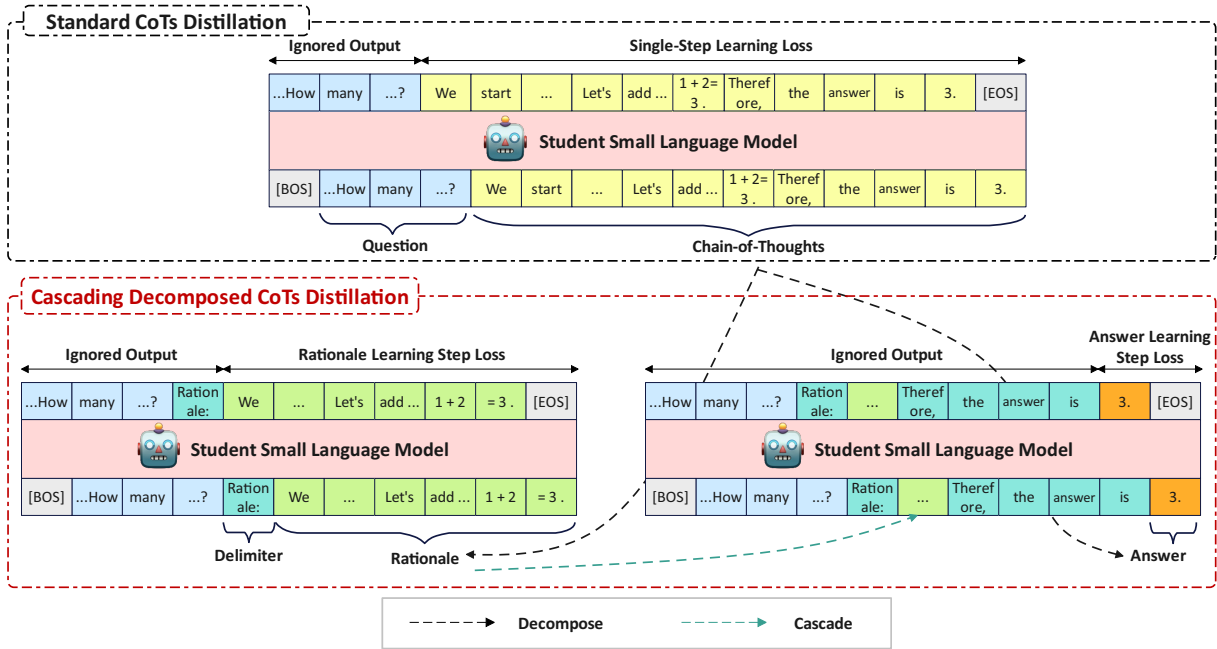 Standard CoTs Distillation
Ignored Output
Single-Step Learning Loss
...How many ...? We start ... Let's add ... 1 + 2= 3 . Theref ore, the answer is 3. [EOS]
Student Small Language Model
[BOS] ...How many ...? We start ... Let's add ... 1 + 2= 3 . Theref ore, the answer is 3.
Question
Chain-of-Thoughts
Cascading Decomposed CoTs Distillation
Ignored Output
Rationale Learning Step Loss
...How many ...? Ration ale: We ... Let's add ... 1 + 2 = 3 . [EOS]
Student Small Language Model
[BOS] ...How many ...? Ration ale: We ... Let's add ... 1 + 2 = 3 .
Delimiter
Rationale
Ignored Output
Answer Learning
Step Loss
...How many ...? Ration ale: ... Theref ore, the answer is 3. [EOS]
Student Small Language Model
[BOS] ...How many ...? Ration ale: ... Theref ore, the answer is 3.
Answer
Decompose
Cascade